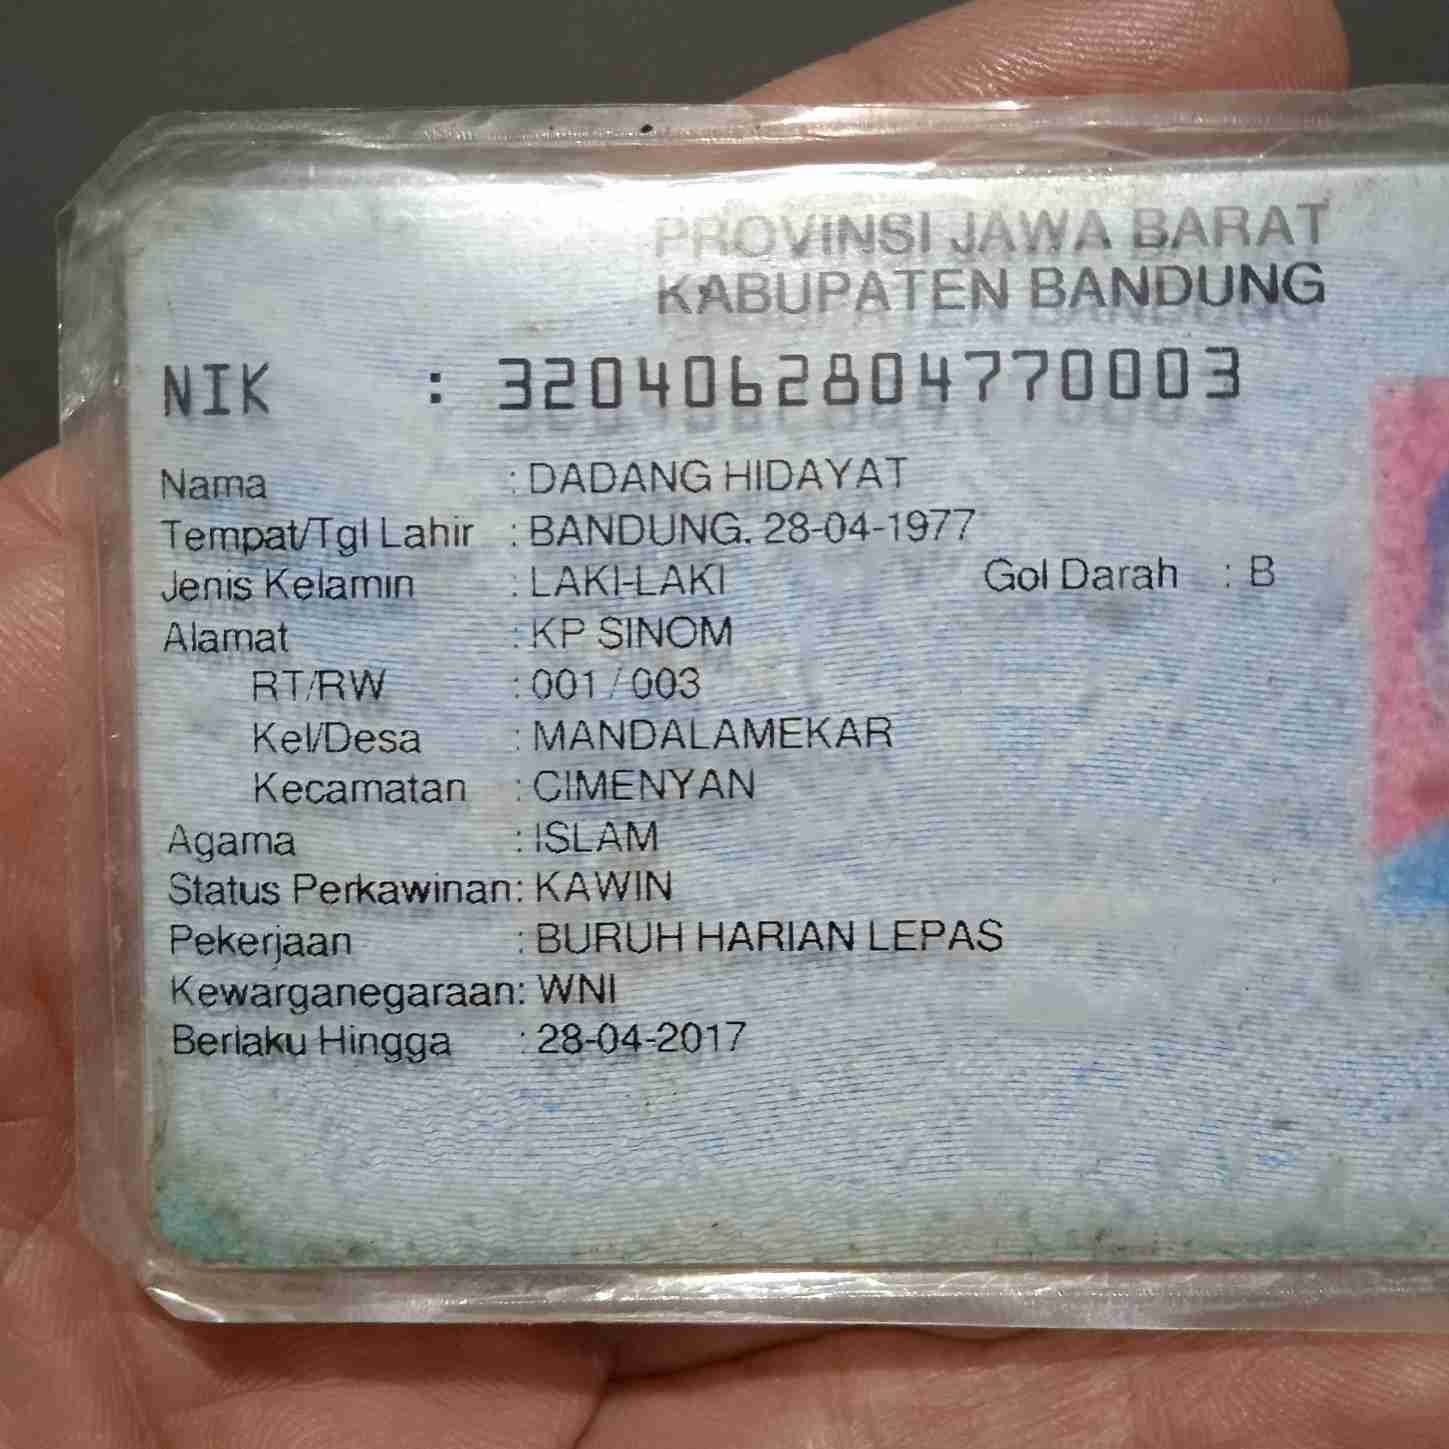 PROVINSI JAWA BARAT
KABUPATEN BANDUNG
NIK : 3204062804770003
Nama : DADANG HIDAYAT
Tempat/Tgl Lahir : BANDUNG. 28-04-1977
Jenis Kelamin : LAKI-LAKI Gol Darah : B
Alamat : KP SINOM
RT/RW : 001 / 003
Kel/Desa : MANDALAMEKAR
Kecamatan : CIMENYAN
Agama : ISLAM
Status Perkawinan: KAWIN
Pekerjaan : BURUH HARIAN LEPAS
Kewarganegaraan: WNI
Berlaku Hingga : 28-04-2017